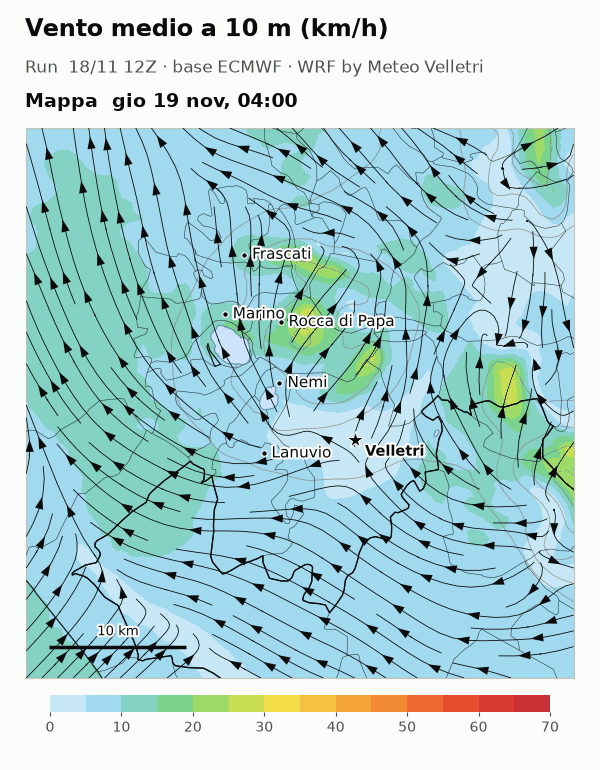 Vento medio a 10 m (km/h)
Run  18/11 12Z · base ECMWF · WRF by Meteo Velletri
Mappa  gio 19 nov, 04:00
Frascati
Marino
Rocca di Papa
Nemi
Velletri
Lanuvio
10 km
0 10 20 30 40 50 60 70